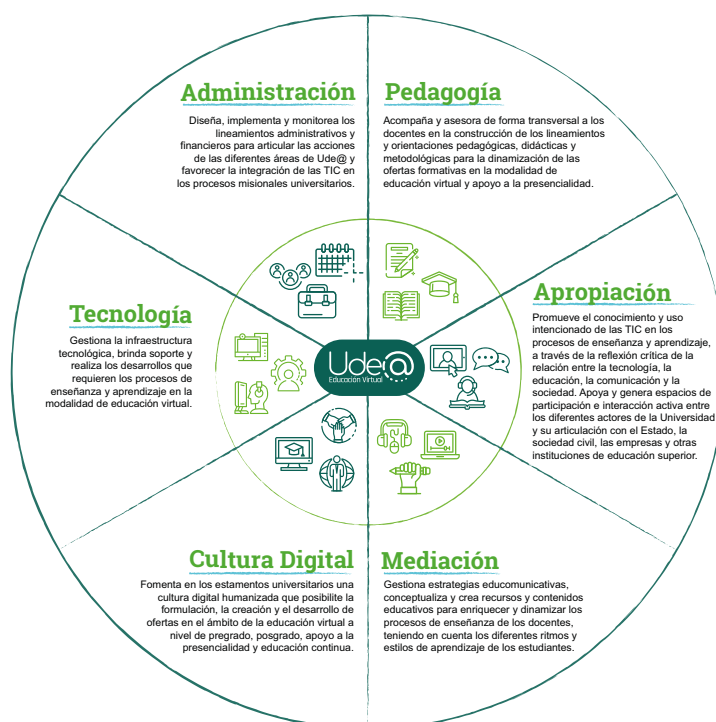 Administración
Diseña, implementa y monitorea los
lineamientos administrativos y
financieros para articular las acciones
de las diferentes áreas de Ude@ y
favorecer la integración de las TIC en
los procesos misionales universitarios.
Pedagogía
Acompaña y asesora de forma transversal a los
docentes en la construcción de los lineamientos
y orientaciones pedagógicas, didácticas y
metodológicas para la dinamización de las
ofertas formativas en la modalidad de
educación virtual y apoyo a la presencialidad.
Tecnología
Gestiona la infraestructura
tecnológica, brinda soporte y
realiza los desarrollos que
requieren los procesos de
enseñanza y aprendizaje en la
modalidad de educación virtual.
Ude@
Educación Virtual
Apropiación
Promueve el conocimiento y uso
intencionado de las TIC en los
procesos de enseñanza y aprendizaje,
a través de la reflexión crítica de la
relación entre la tecnología, la
educación, la comunicación y la
sociedad. Apoya y genera espacios de
participación e interacción activa entre
los diferentes actores de la Universidad
y su articulación con el Estado, la
sociedad civil, las empresas y otras
instituciones de educación superior.
Cultura Digital
Fomenta en los estamentos universitarios una
cultura digital humanizada que posibilite la
formulación, la creación y el desarrollo de
ofertas en el ámbito de la educación virtual a
nivel de pregrado, posgrado, apoyo a la
presencialidad y educación continua.
Mediación
Gestiona estrategias educomunicativas,
conceptualiza y crea recursos y contenidos
educativos para enriquecer y dinamizar los
procesos de enseñanza de los docentes,
teniendo en cuenta los diferentes ritmos y
estilos de aprendizaje de los estudiantes.